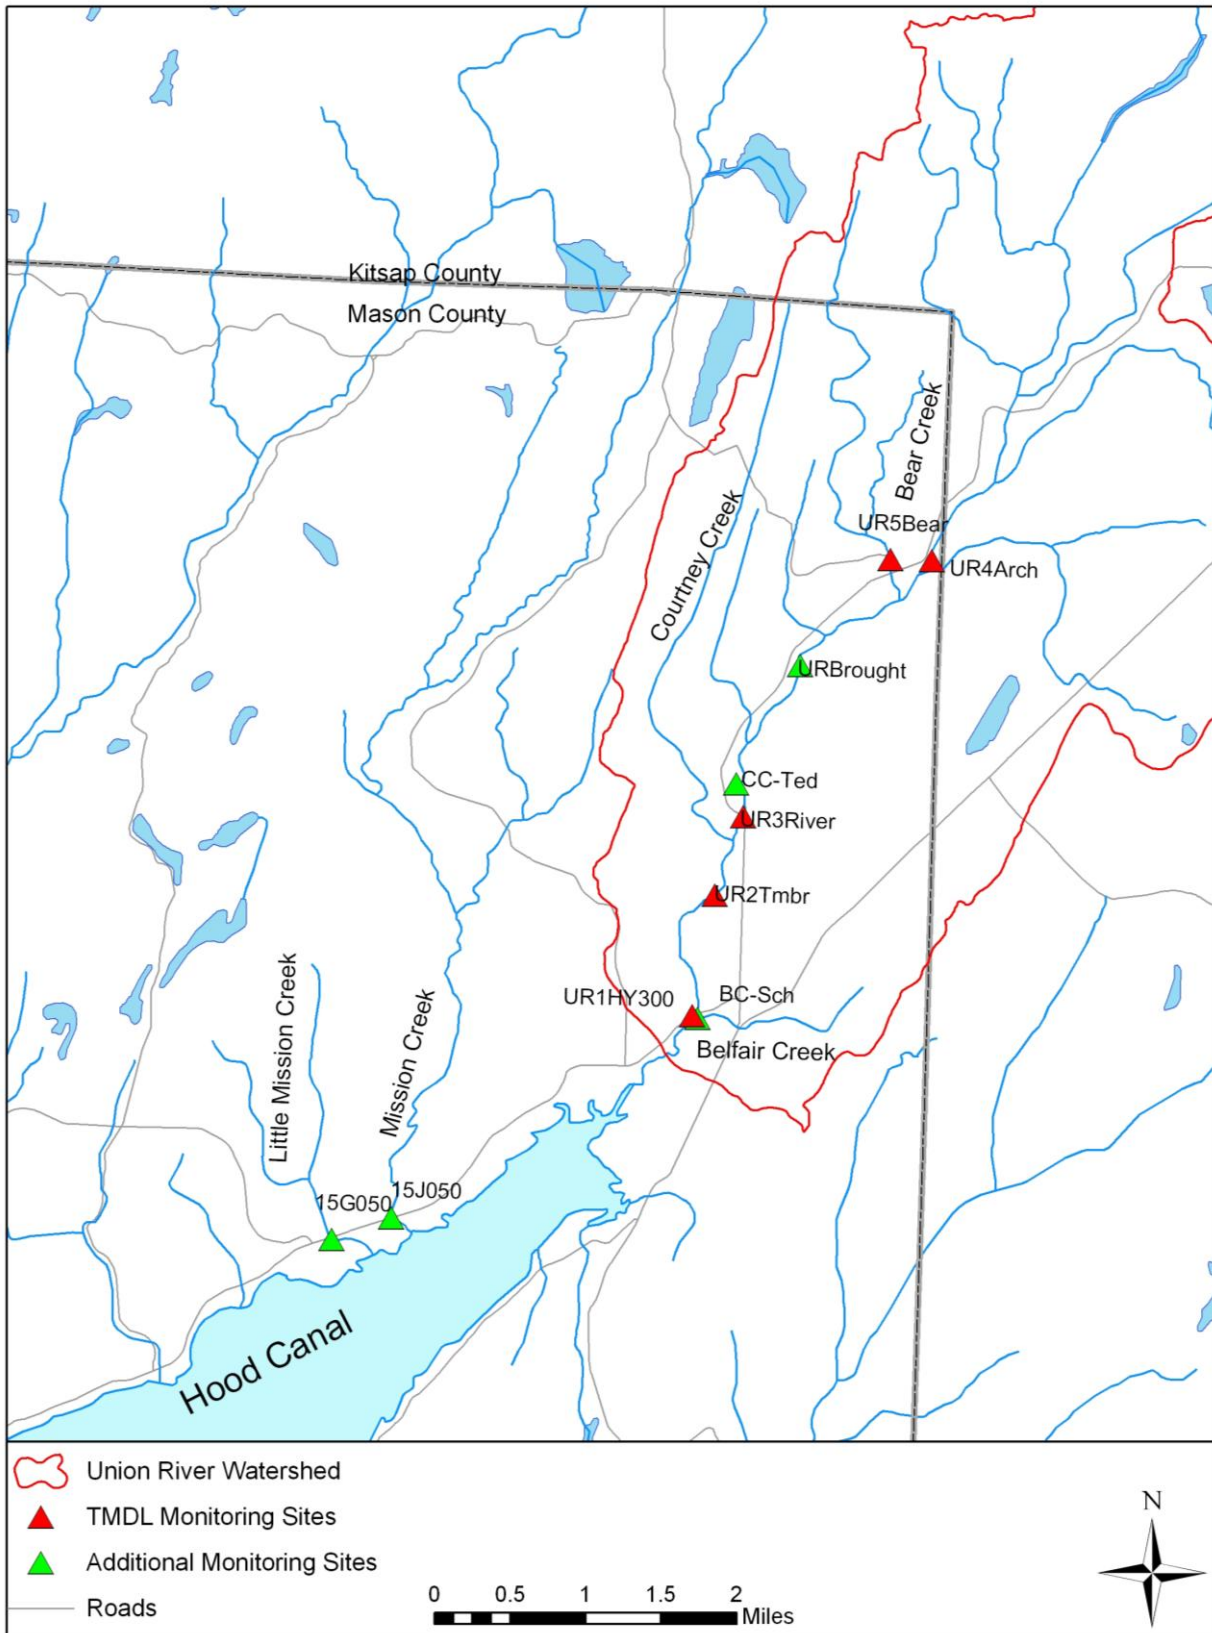 Kitsap County
Mason County
Bear Creek
UR5Bear
Courtney Creek
UR4Arch
URBrought
CC-Ted
UR3River
UR2Tmbr
Little Mission Creek
Mission Creek
UR1HY300
BC-Sch
Belfair Creek
15G050
15J050
Hood Canal
Union River Watershed
TMDL Monitoring Sites
Additional Monitoring Sites
Roads
0 0.5 1 1.5 2
Miles
N